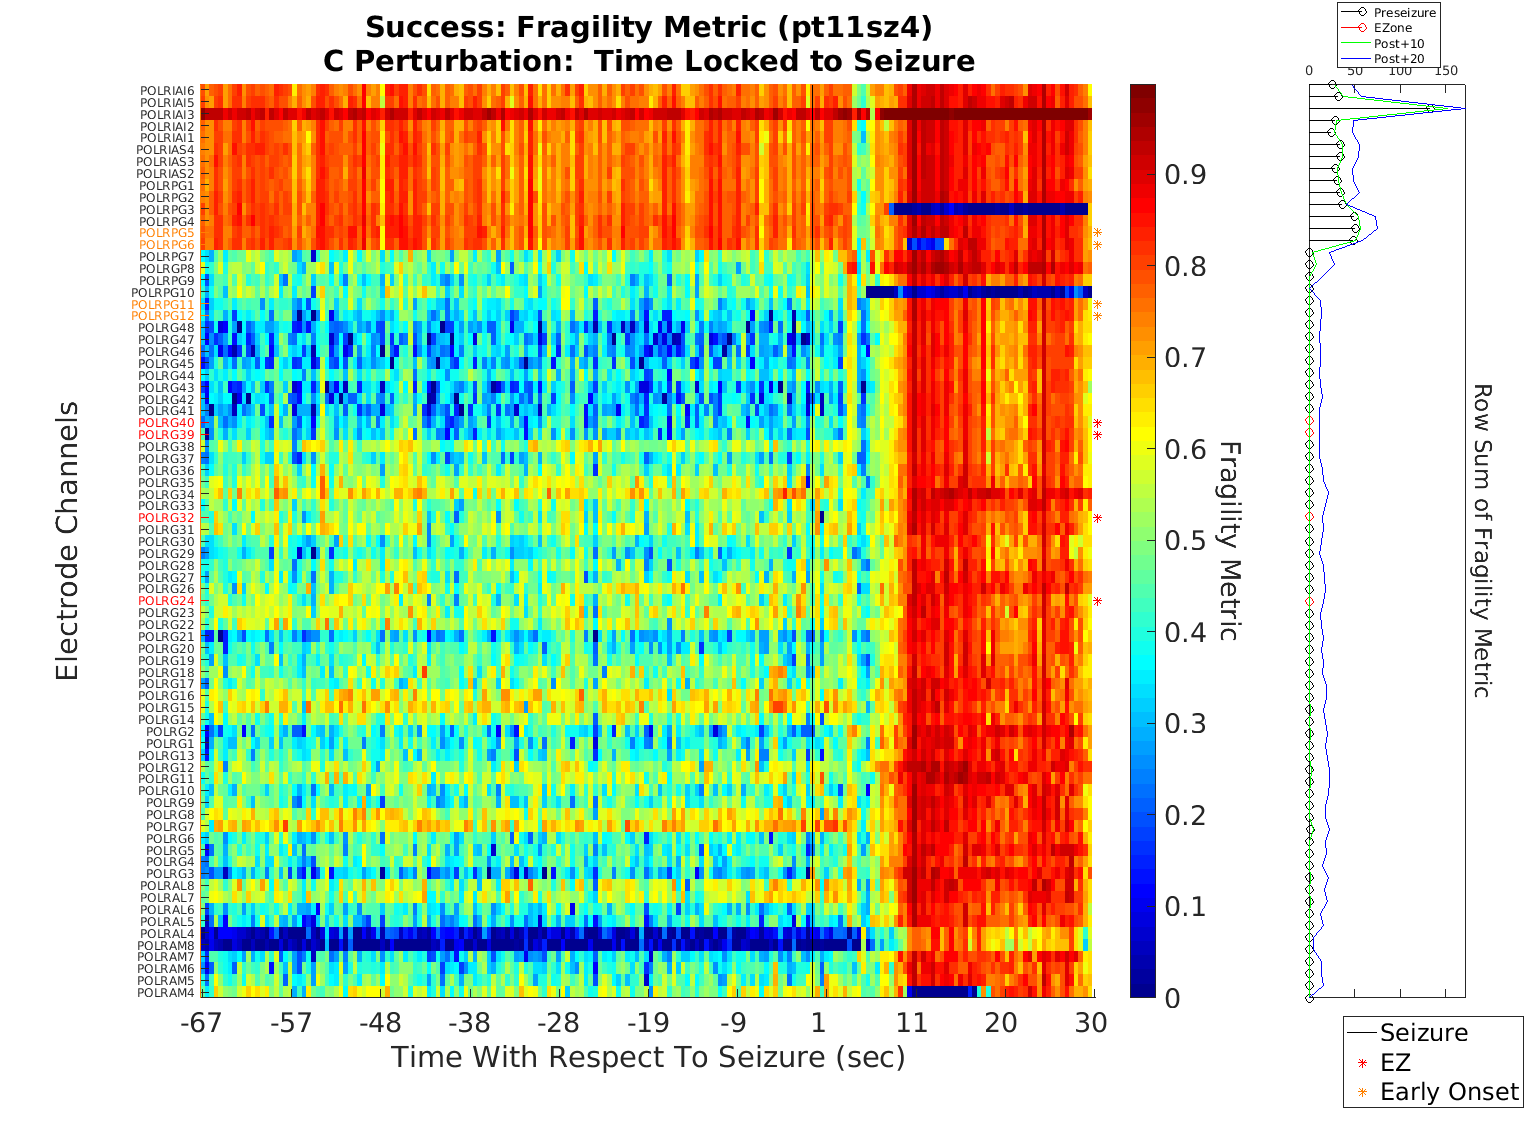 Success: Fragility Metric (pt11sz4)
C Perturbation: Time Locked to Seizure
Preseizure
EZone
Post+10
Post+20
0 50 100 150
POLRIAI6
POLRIAI5
POLRIAI3
POLRIAI2
POLRIAI1
POLRIAS4
POLRIAS3
POLRIAS2
POLRPG1
POLRPG2
POLRPG3
POLRPG4
POLRPG5
POLRPG6
POLRPG7
POLRGP8
POLRPG9
POLRPG10
POLRPG11
POLRPG12
POLRG48
POLRG47
POLRG46
POLRG45
POLRG44
POLRG43
POLRG42
POLRG41
POLRG40
POLRG39
POLRG38
POLRG37
POLRG36
POLRG35
POLRG34
POLRG33
POLRG32
POLRG31
POLRG30
POLRG29
POLRG28
POLRG27
POLRG26
POLRG24
POLRG23
POLRG22
POLRG21
POLRG20
POLRG19
POLRG18
POLRG17
POLRG16
POLRG15
POLRG14
POLRG2
POLRG1
POLRG13
POLRG12
POLRG11
POLRG10
POLRG9
POLRG8
POLRG7
POLRG6
POLRG5
POLRG4
POLRG3
POLRAL8
POLRAL7
POLRAL6
POLRAL5
POLRAL4
POLRAM8
POLRAM7
POLRAM6
POLRAM5
POLRAM4
Electrode Channels
-67 -57 -48 -38 -28 -19 -9 1 11 20 30
Time With Respect To Seizure (sec)
0.9
0.8
0.7
0.6
0.5
0.4
0.3
0.2
0.1
0
Fragility Metric
Row Sum of Fragility Metric
Seizure
EZ
Early Onset